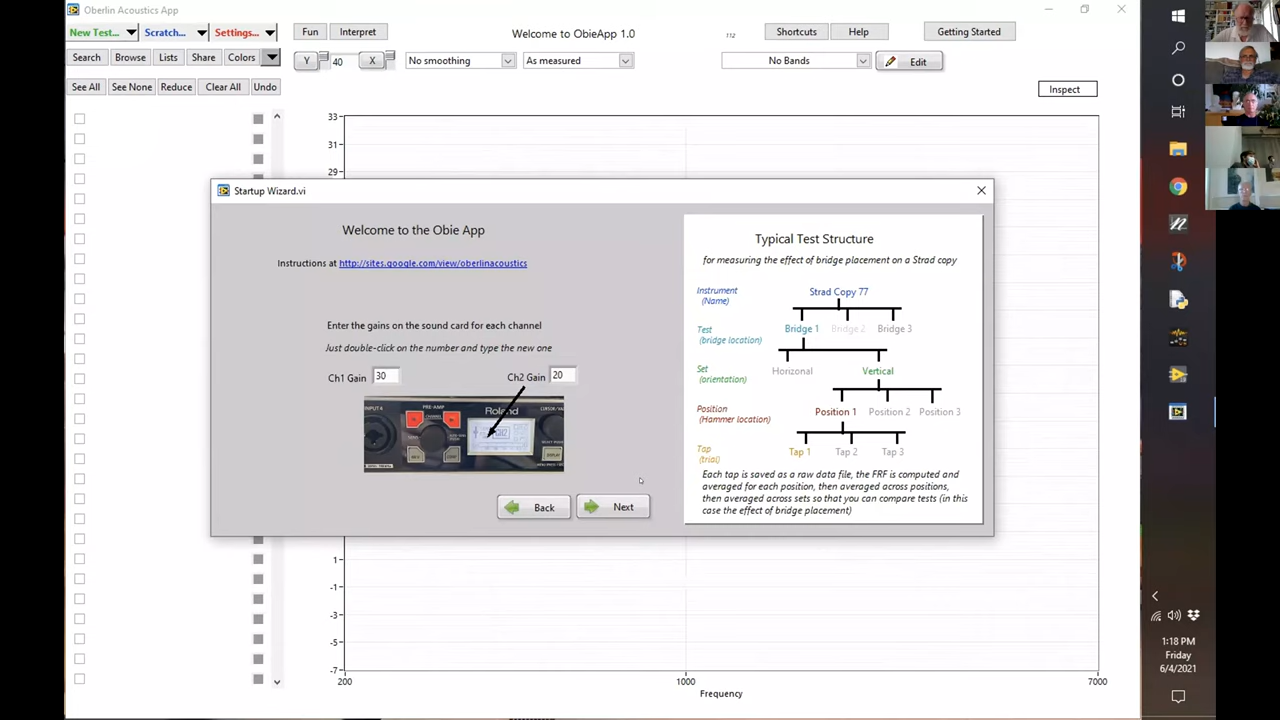 Oberlin Acoustics App
New Test...
Scratch...
Settings...
Fun
Interpret
Welcome to ObieApp 1.0
Shortcuts
Help
Getting Started
Search
Browse
Lists
Share
Colors
Y
40
X
No smoothing
As measured
No Bands
Edit
See All
See None
Reduce
Clear All
Undo
Inspect
33
31
29
Startup Wizard.vi
Welcome to the Obie App
Instructions at http://sites.google.com/view/oberlinacoustics
Enter the gains on the sound card for each channel
Just double-click on the number and type the new one
Ch1 Gain 30
Ch2 Gain 20
PRE-AMP
Roland
Back
Next
Typical Test Structure
for measuring the effect of bridge placement on a Strad copy
Instrument
(Name)
Strad Copy 77
Test
(bridge location)
Bridge 1
Bridge 2
Bridge 3
Set
(orientation)
Horizonal
Vertical
Position
(Hammer location)
Position 1
Position 2
Position 3
Tap
(trial)
Tap 1
Tap 2
Tap 3
Each tap is saved as a raw data file, the FRF is computed and
averaged for each position, then averaged across positions,
then averaged across sets so that you can compare tests (in this
case the effect of bridge placement)
1
-1
-3
-5
-7
200
1000
7000
Frequency
1:18 PM
Friday
6/4/2021